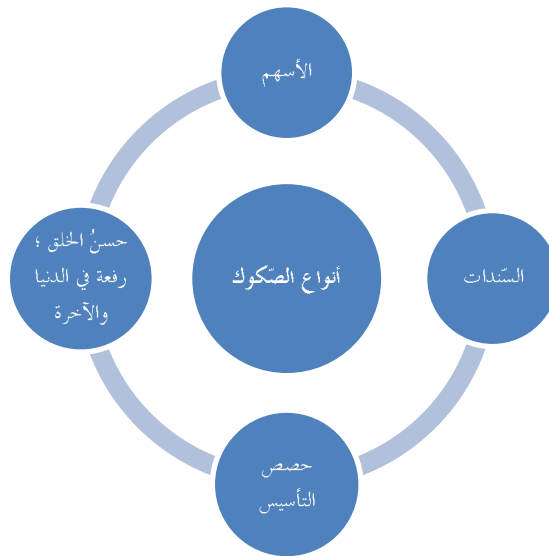 الأسهم
حسنُ الخلق ؛
رفعة في الدنيا
والآخرة
أنواع الصّكوك
السّندات
حصص
التأسيس